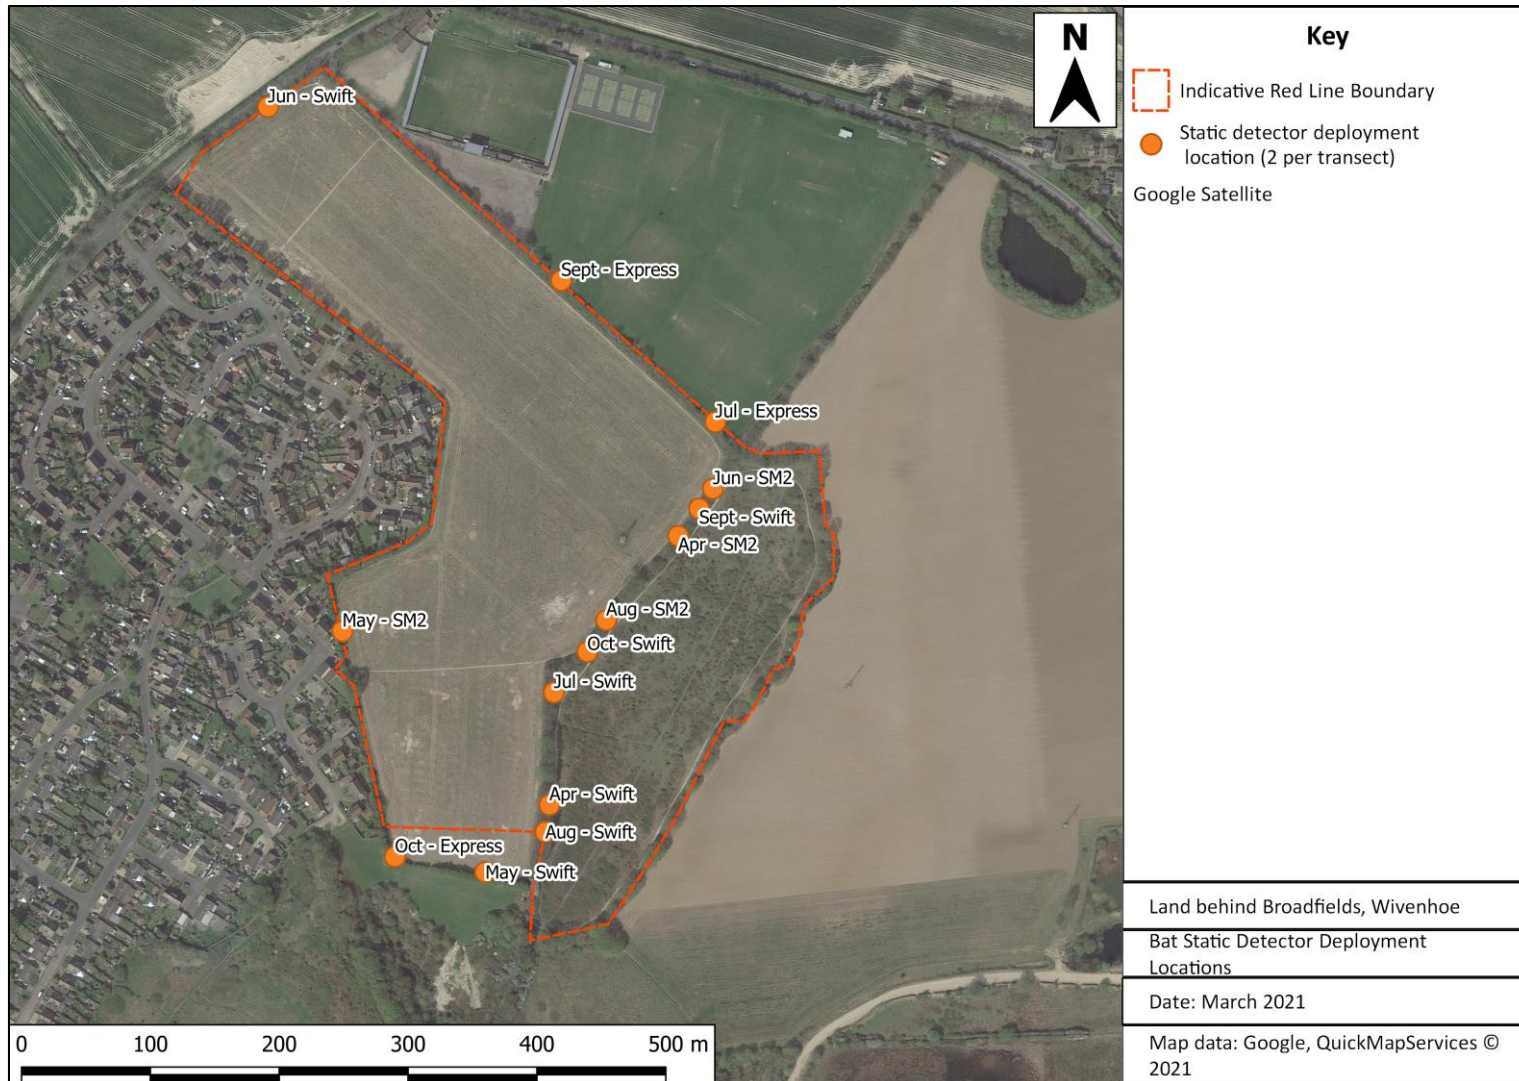 N
Jun - Swift
Sept - Express
Jul - Express
Jun - SM2
Sept - Swift
Apr - SM2
Aug - SM2
May - SM2
Oct - Swift
Jul - Swift
Apr - Swift
Aug - Swift
Oct - Express
May - Swift
0 100 200 300 400 500 m
Key
Indicative Red Line Boundary
Static detector deployment
location (2 per transect)
Google Satellite
Land behind Broadfields, Wivenhoe
Bat Static Detector Deployment
Locations
Date: March 2021
Map data: Google, QuickMapServices ©
2021